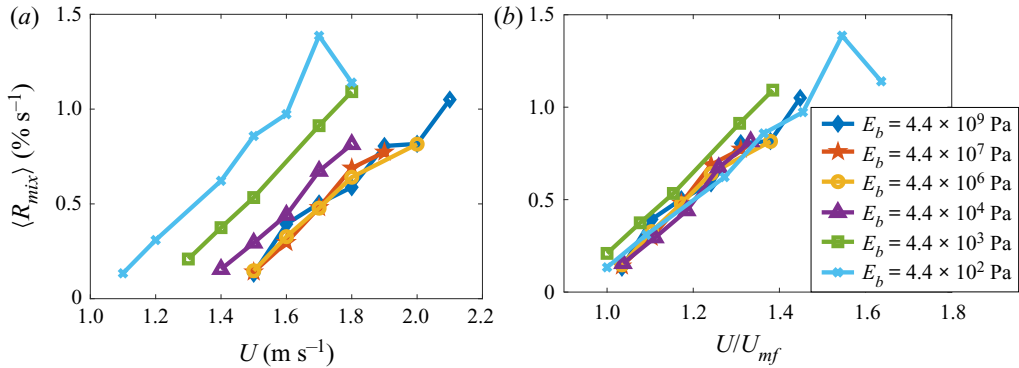 (a)
(b)
1.5
1.0
0.5
0
1.0 1.2 1.4 1.6 1.8 2.0 2.2
U (m s⁻¹)
⟨R_mix⟩ (% s⁻¹)
1.5
1.0
0.5
0
1.0 1.2 1.4 1.6 1.8
U/U_mf
E_b = 4.4 × 10⁹ Pa
E_b = 4.4 × 10⁷ Pa
E_b = 4.4 × 10⁶ Pa
E_b = 4.4 × 10⁴ Pa
E_b = 4.4 × 10³ Pa
E_b = 4.4 × 10² Pa